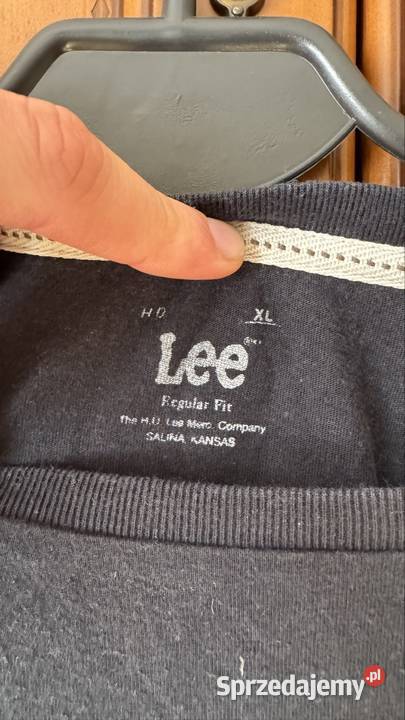 H D XL
Lee
Regular Fit
The H.D. Lee Merc. Company
SALINA, KANSAS
Sprzedajemy.pl